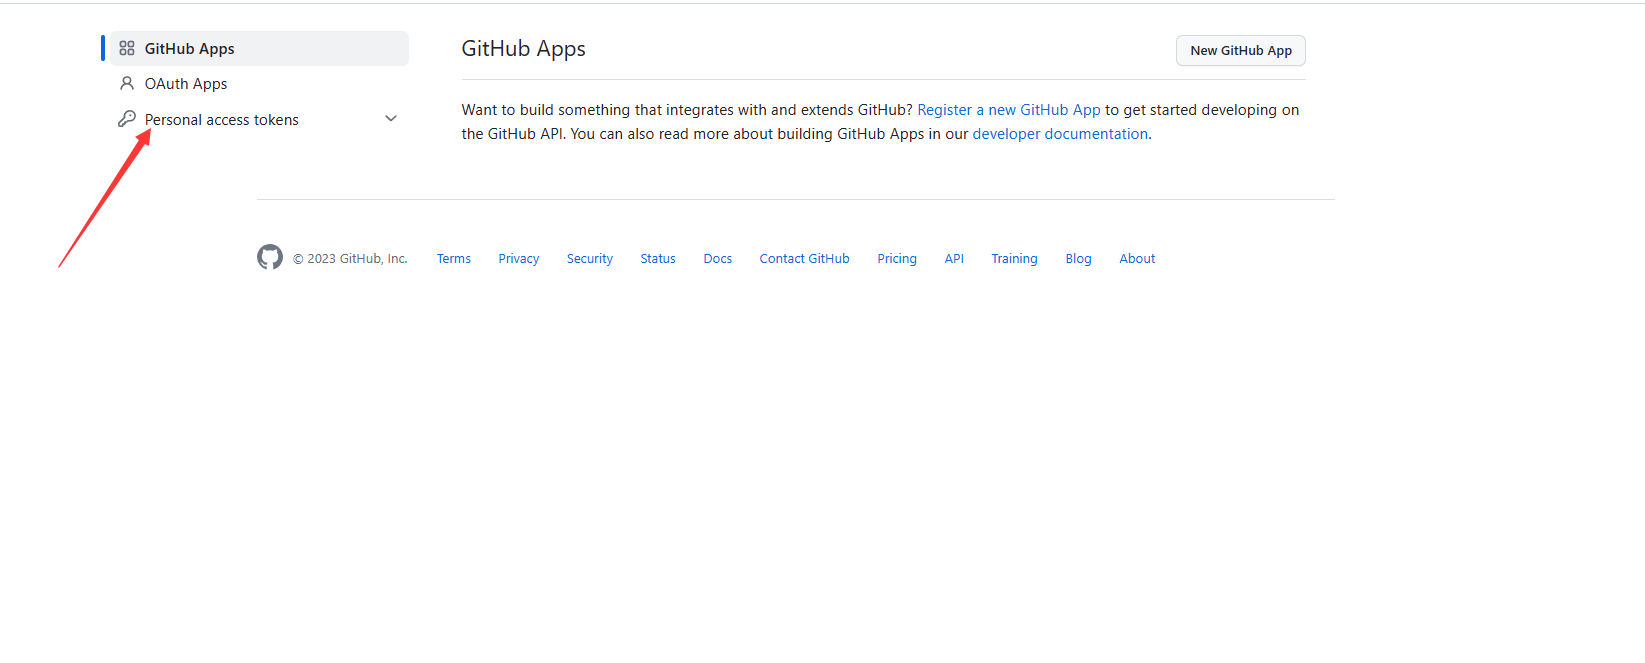 GitHub Apps
OAuth Apps
Personal access tokens
GitHub Apps
New GitHub App
Want to build something that integrates with and extends GitHub? Register a new GitHub App to get started developing on
the GitHub API. You can also read more about building GitHub Apps in our developer documentation.
© 2023 GitHub, Inc. Terms Privacy Security Status Docs Contact GitHub Pricing API Training Blog About